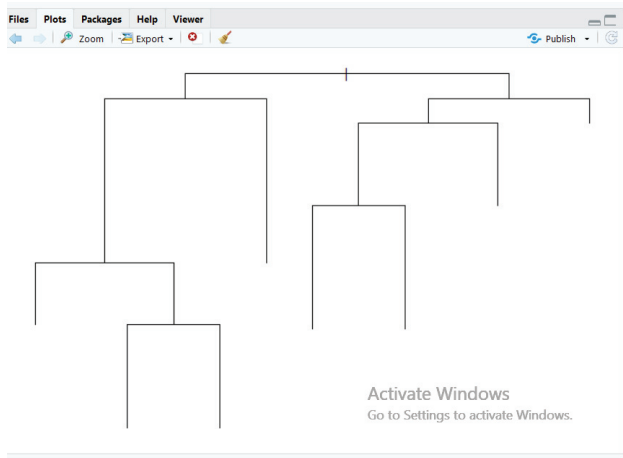 Files Plots Packages Help Viewer
Zoom Export Publish
Activate Windows
Go to Settings to activate Windows.